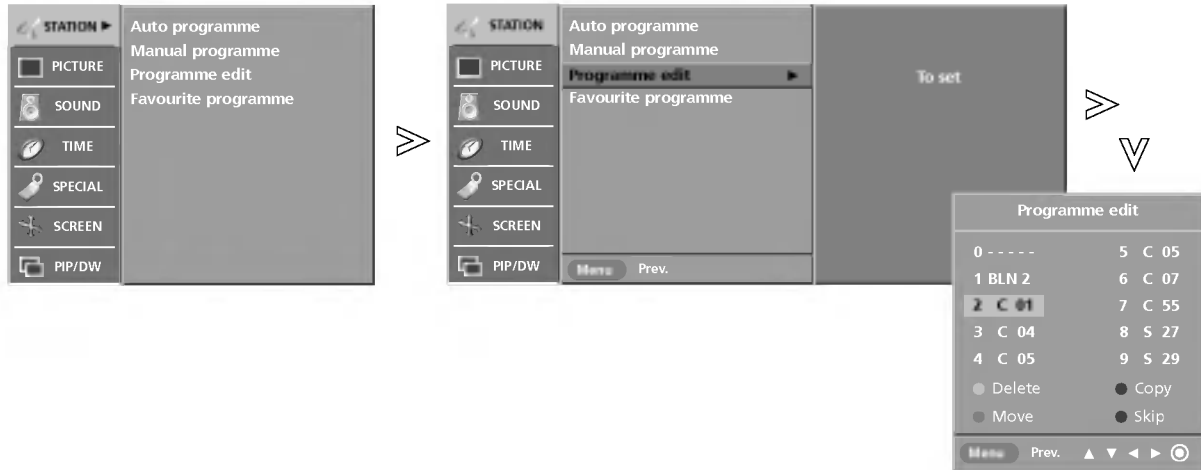 STATION
PICTURE
SOUND
TIME
SPECIAL
SCREEN
PIP/DW
Auto programme
Manual programme
Programme edit
Favourite programme
STATION
PICTURE
SOUND
TIME
SPECIAL
SCREEN
PIP/DW
Auto programme
Manual programme
Programme edit
Favourite programme
Menu Prev.
To set
Programme edit
0 - - - - -
1 BLN 2
2 C 01
3 C 04
4 C 05
5 C 05
6 C 07
7 C 55
8 S 27
9 S 29
Delete
Copy
Move
Skip
Menu Prev.